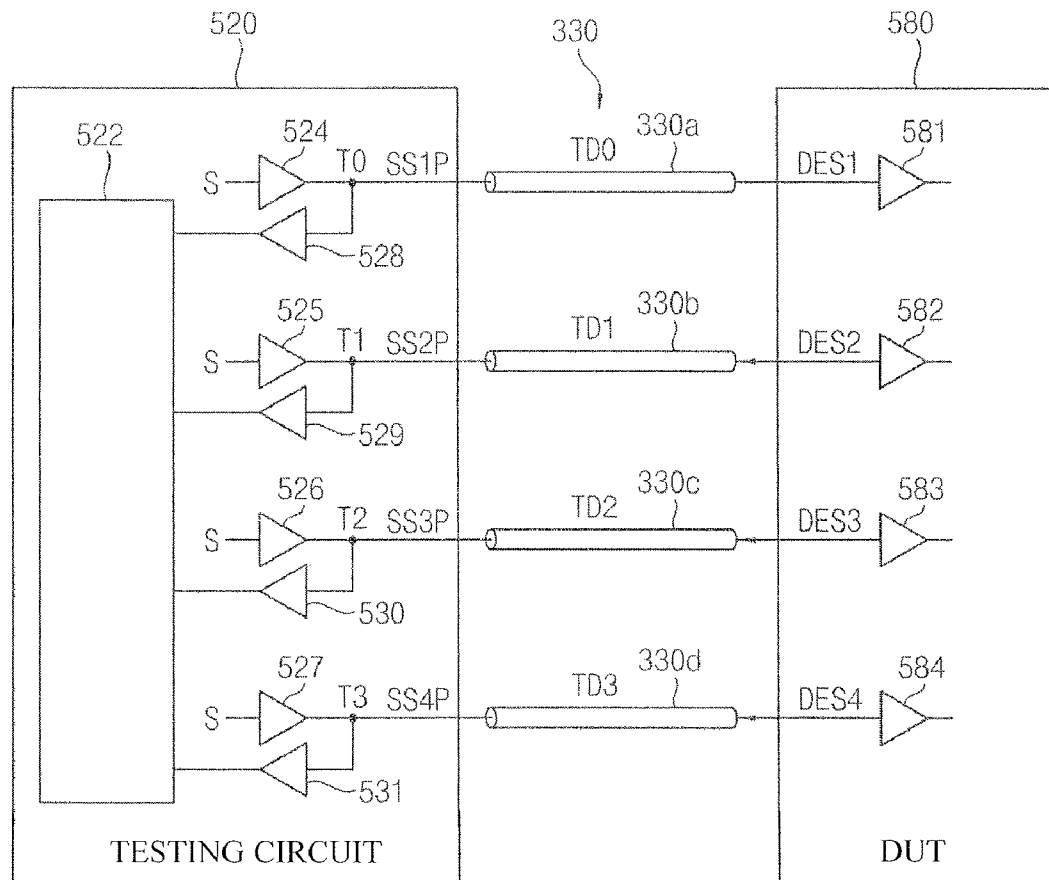 520
330
580
522
524
T0
SS1P
TD0
330a
DES1
581
S
528
525
T1
SS2P
TD1
330b
DES2
582
S
529
526
T2
SS3P
TD2
330c
DES3
583
S
530
527
T3
SS4P
TD3
330d
DES4
584
S
531
TESTING CIRCUIT
DUT